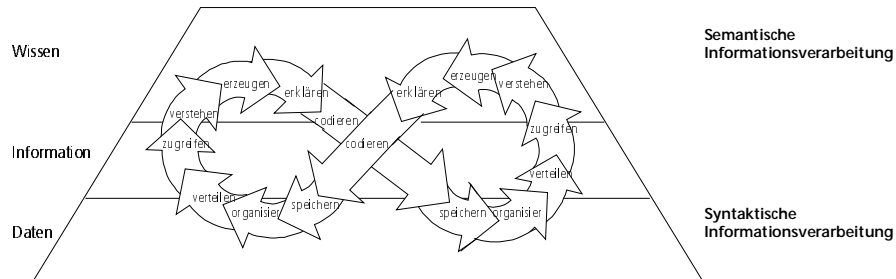 Wissen
Semantische
Informationsverarbeitung
erzeugen
erklären
verstehen
codieren
zugreifen
verteilen
organisier
speichern
erklären
erzeugen
verstehen
codieren
zugreifen
verteilen
organisier
speichern
Information
Daten
Syntaktische
Informationsverarbeitung